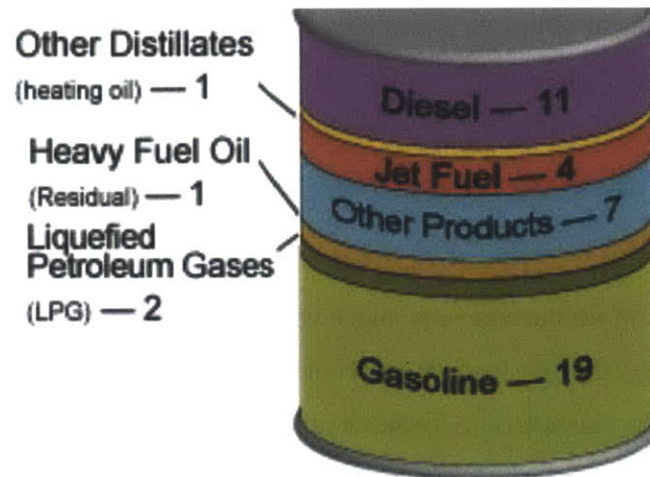 Other Distillates
(heating oil) — 1
Heavy Fuel Oil
(Residual) — 1
Liquefied
Petroleum Gases
(LPG) — 2
Diesel — 11
Jet Fuel — 4
Other Products — 7
Gasoline — 19